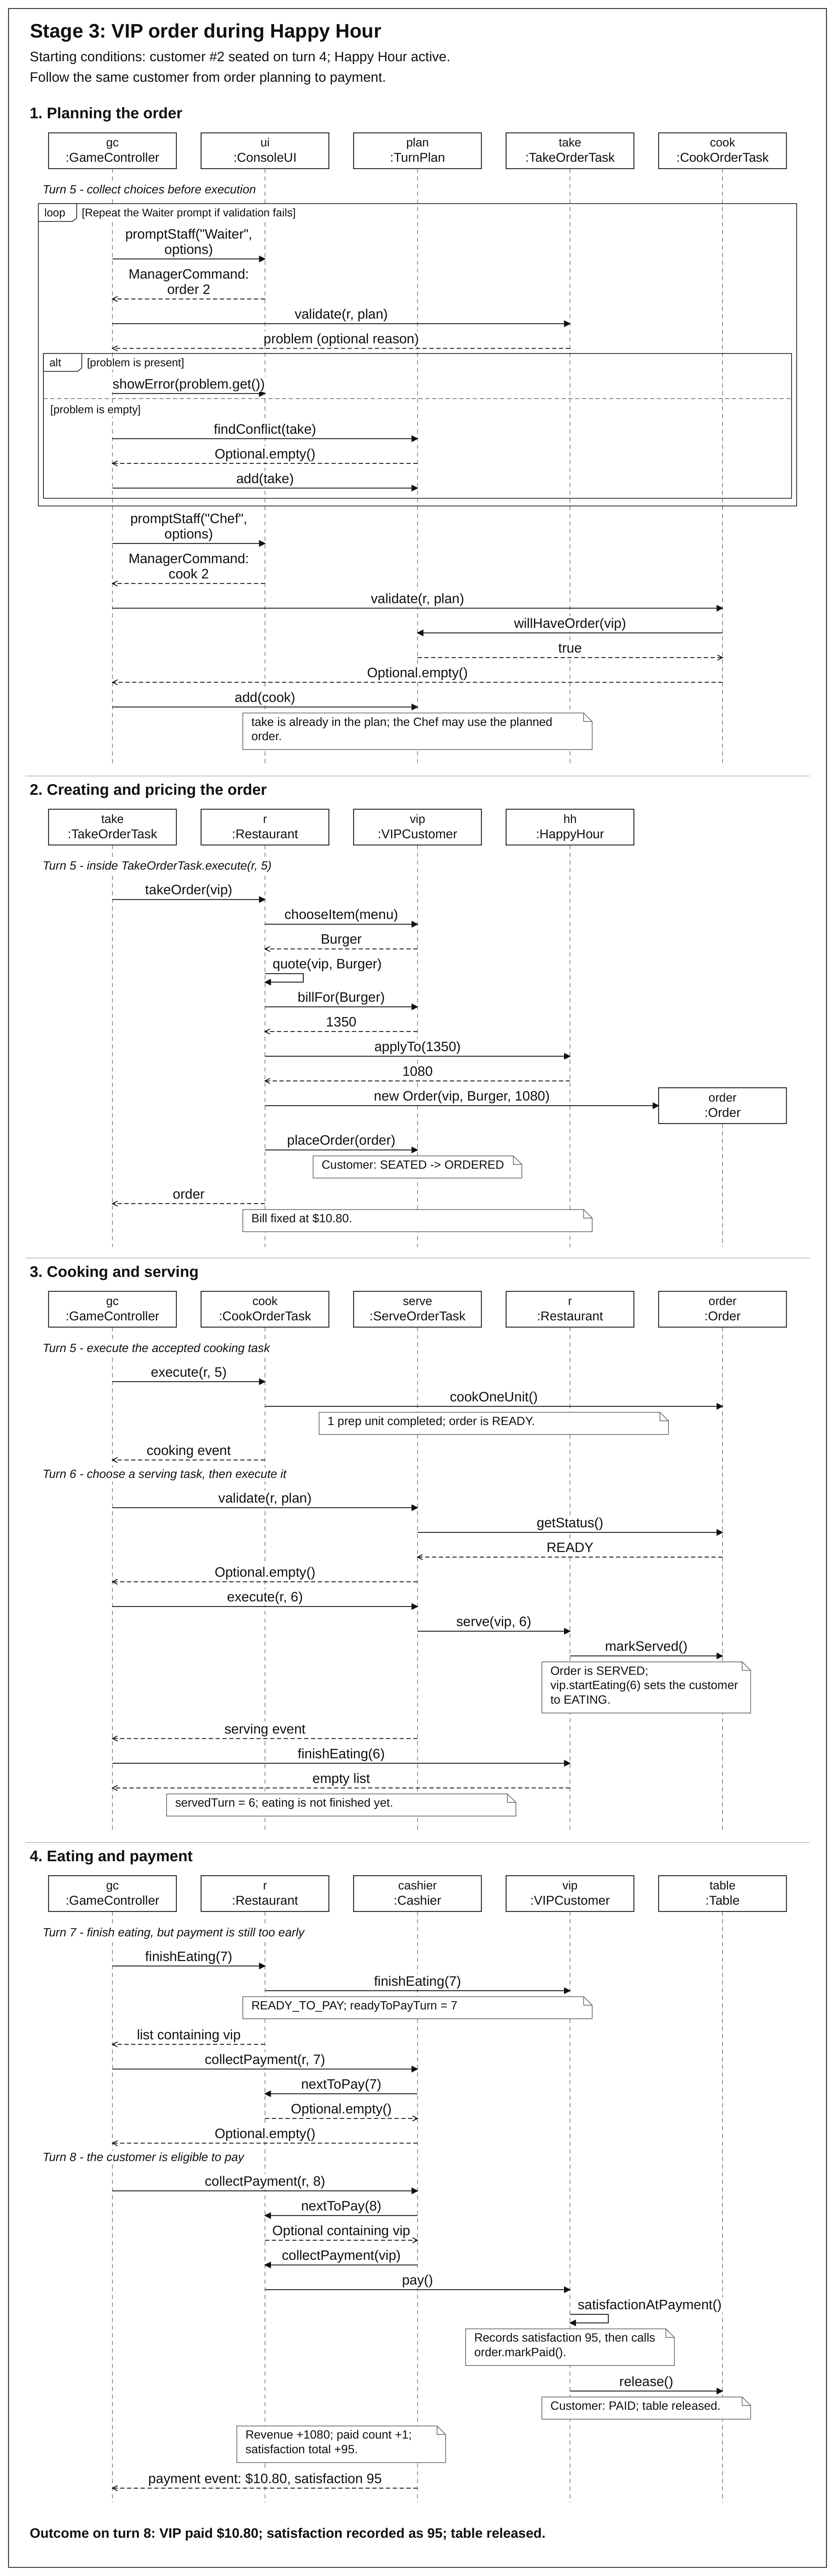 Stage 3: VIP order during Happy Hour
Starting conditions: customer #2 seated on turn 4; Happy Hour active.
Follow the same customer from order planning to payment.
1. Planning the order
gc
:GameController
ui
:ConsoleUI
plan
:TurnPlan
take
:TakeOrderTask
cook
:CookOrderTask
Turn 5 - collect choices before execution
loop
[Repeat the Waiter prompt if validation fails]
promptStaff("Waiter",
options)
ManagerCommand:
order 2
validate(r, plan)
problem (optional reason)
alt
[problem is present]
showError(problem.get())
[problem is empty]
findConflict(take)
Optional.empty()
add(take)
promptStaff("Chef",
options)
ManagerCommand:
cook 2
validate(r, plan)
willHaveOrder(vip)
true
Optional.empty()
add(cook)
take is already in the plan; the Chef may use the planned
order.
2. Creating and pricing the order
take
:TakeOrderTask
r
:Restaurant
vip
:VIPCustomer
hh
:HappyHour
Turn 5 - inside TakeOrderTask.execute(r, 5)
takeOrder(vip)
chooseItem(menu)
Burger
quote(vip, Burger)
billFor(Burger)
1350
applyTo(1350)
1080
new Order(vip, Burger, 1080)
order
:Order
placeOrder(order)
Customer: SEATED -> ORDERED
order
Bill fixed at $10.80.
3. Cooking and serving
gc
:GameController
cook
:CookOrderTask
serve
:ServeOrderTask
r
:Restaurant
order
:Order
Turn 5 - execute the accepted cooking task
execute(r, 5)
cookOneUnit()
1 prep unit completed; order is READY.
cooking event
Turn 6 - choose a serving task, then execute it
validate(r, plan)
getStatus()
READY
Optional.empty()
execute(r, 6)
serve(vip, 6)
markServed()
Order is SERVED;
vip.startEating(6) sets the customer
to EATING.
serving event
finishEating(6)
empty list
servedTurn = 6; eating is not finished yet.
4. Eating and payment
gc
:GameController
r
:Restaurant
cashier
:Cashier
vip
:VIPCustomer
table
:Table
Turn 7 - finish eating, but payment is still too early
finishEating(7)
finishEating(7)
READY_TO_PAY; readyToPayTurn = 7
list containing vip
collectPayment(r, 7)
nextToPay(7)
Optional.empty()
Optional.empty()
Turn 8 - the customer is eligible to pay
collectPayment(r, 8)
nextToPay(8)
Optional containing vip
collectPayment(vip)
pay()
satisfactionAtPayment()
Records satisfaction 95, then calls
order.markPaid().
release()
Customer: PAID; table released.
Revenue +1080; paid count +1;
satisfaction total +95.
payment event: $10.80, satisfaction 95
Outcome on turn 8: VIP paid $10.80; satisfaction recorded as 95; table released.